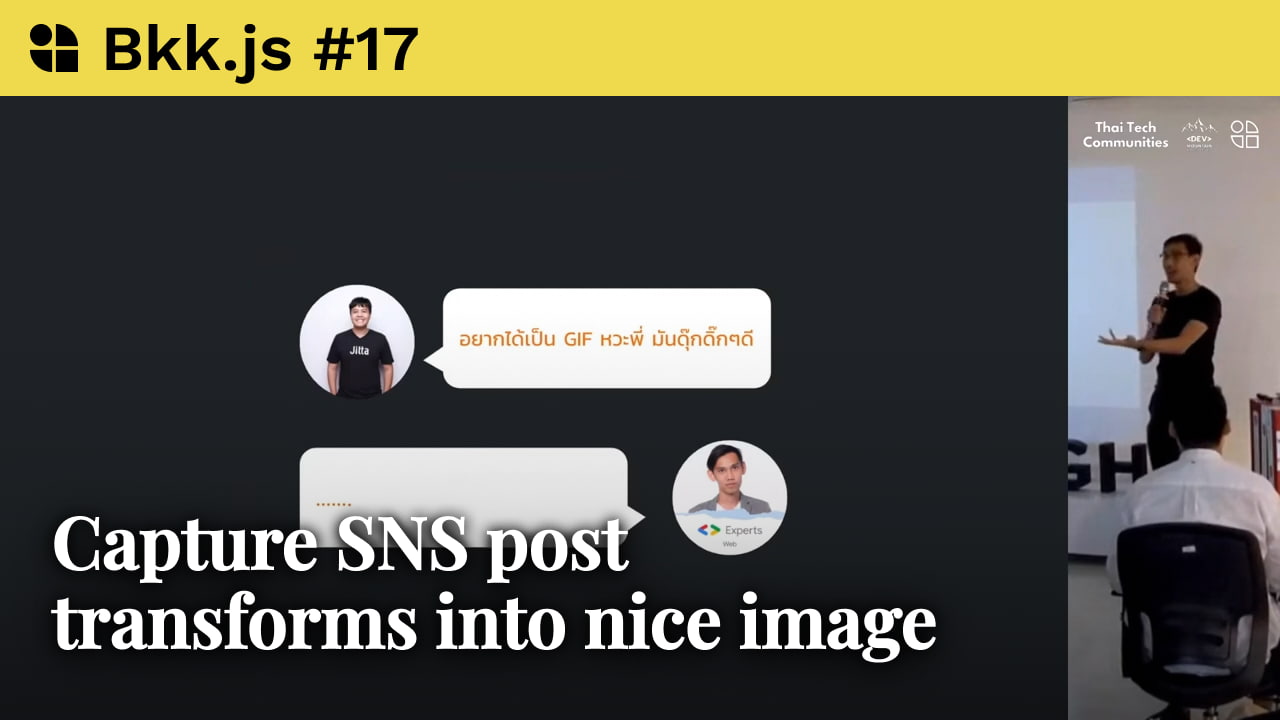 Bkk.js #17
Thai Tech
Communities
<DEV>
MOUNTAIN
Jitta
อยากได้เป็น GIF หวะพี่ มันดุ๊กดิ๊กๆดี
.......
Experts
Web
GH
Capture SNS post
transforms into nice image